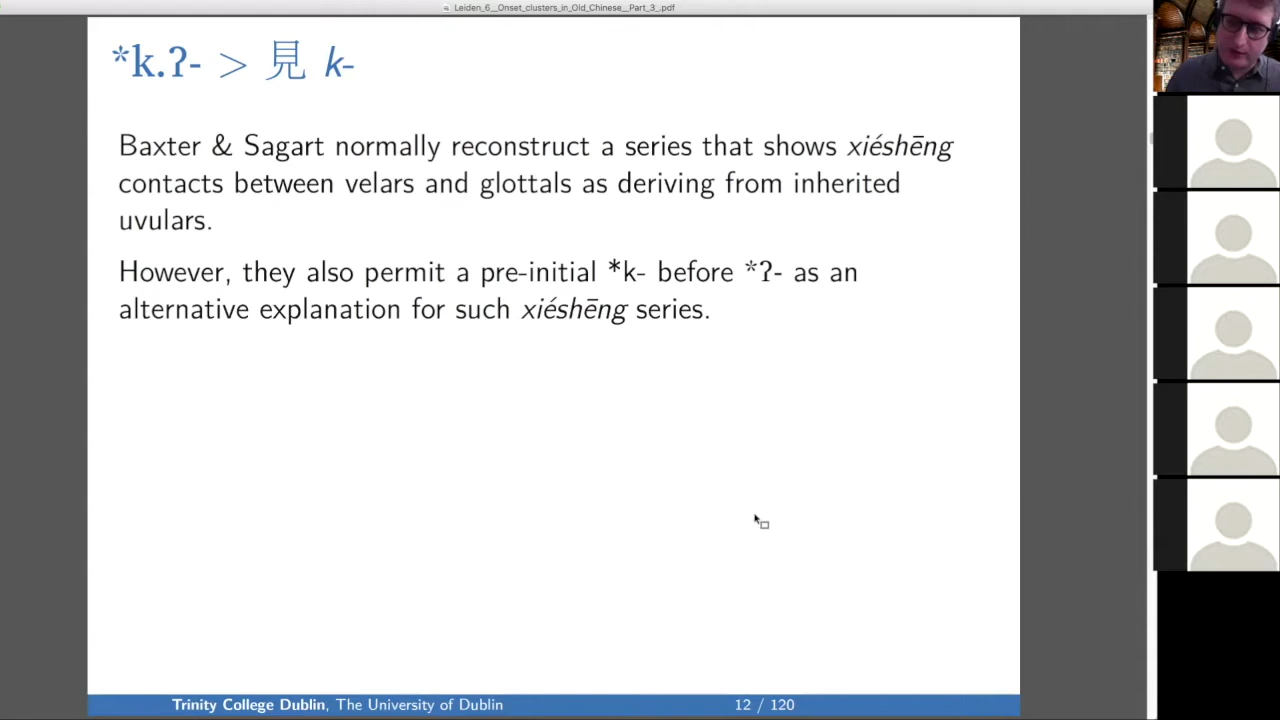 Leiden_6__Onset_clusters_in_Old_Chinese__Part_3_.pdf
*k.ʔ- > 見 k-
Baxter & Sagart normally reconstruct a series that shows xiéshēng
contacts between velars and glottals as deriving from inherited
uvulars.
However, they also permit a pre-initial *k- before *ʔ- as an
alternative explanation for such xiéshēng series.
Trinity College Dublin, The University of Dublin
12 / 120